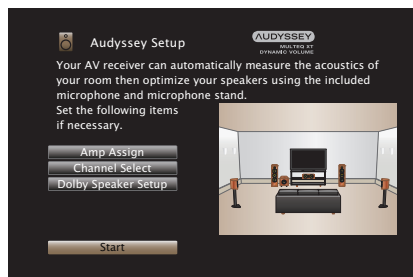 Audyssey Setup
AUDYSSEY
MULTEQ XT
DYNAMIC VOLUME
Your AV receiver can automatically measure the acoustics of
your room then optimize your speakers using the included
microphone and microphone stand.
Set the following items
if necessary.
Amp Assign
Channel Select
Dolby Speaker Setup
Start